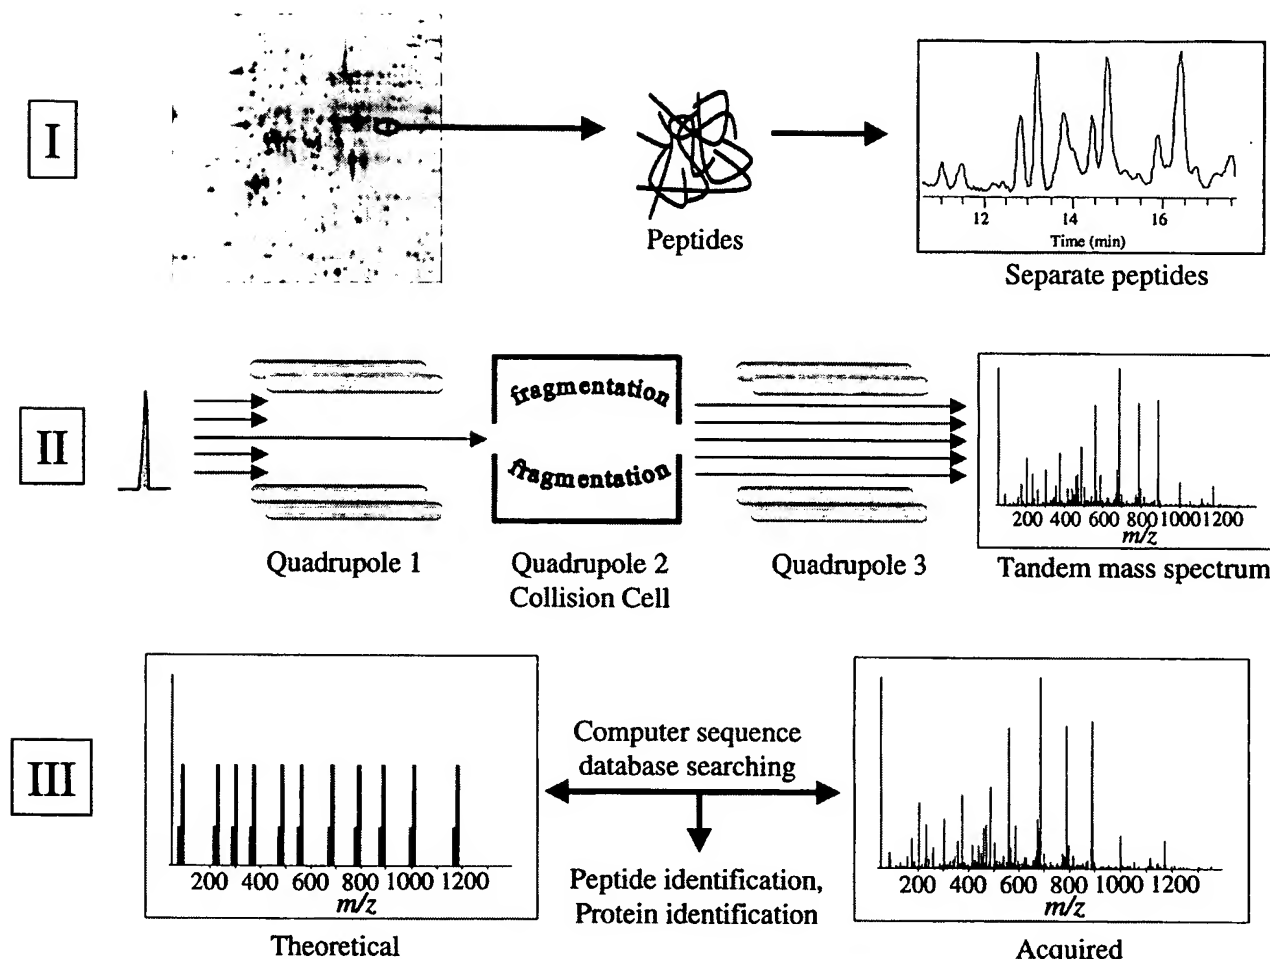 I
Peptides
12 14 16
Time (min)
Separate peptides
II
fragmentation
fragmentation
Quadrupole 1
Quadrupole 2
Collision Cell
Quadrupole 3
200 400 600 800 1000 1200
m/z
Tandem mass spectrum
III
200 400 600 800 1000 1200
m/z
Theoretical
Computer sequence
database searching
Peptide identification,
Protein identification
200 400 600 800 1000 1200
m/z
Acquired